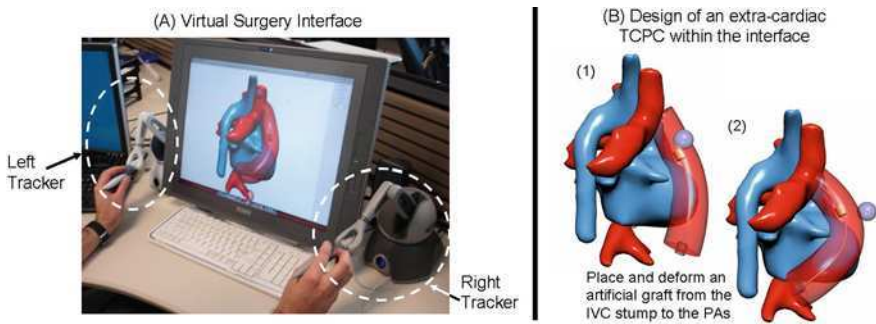 (A) Virtual Surgery Interface
Left
Tracker
Right
Tracker
(B) Design of an extra-cardiac
TCPC within the interface
(1)
(2)
Place and deform an
artificial graft from the
IVC stump to the PAs